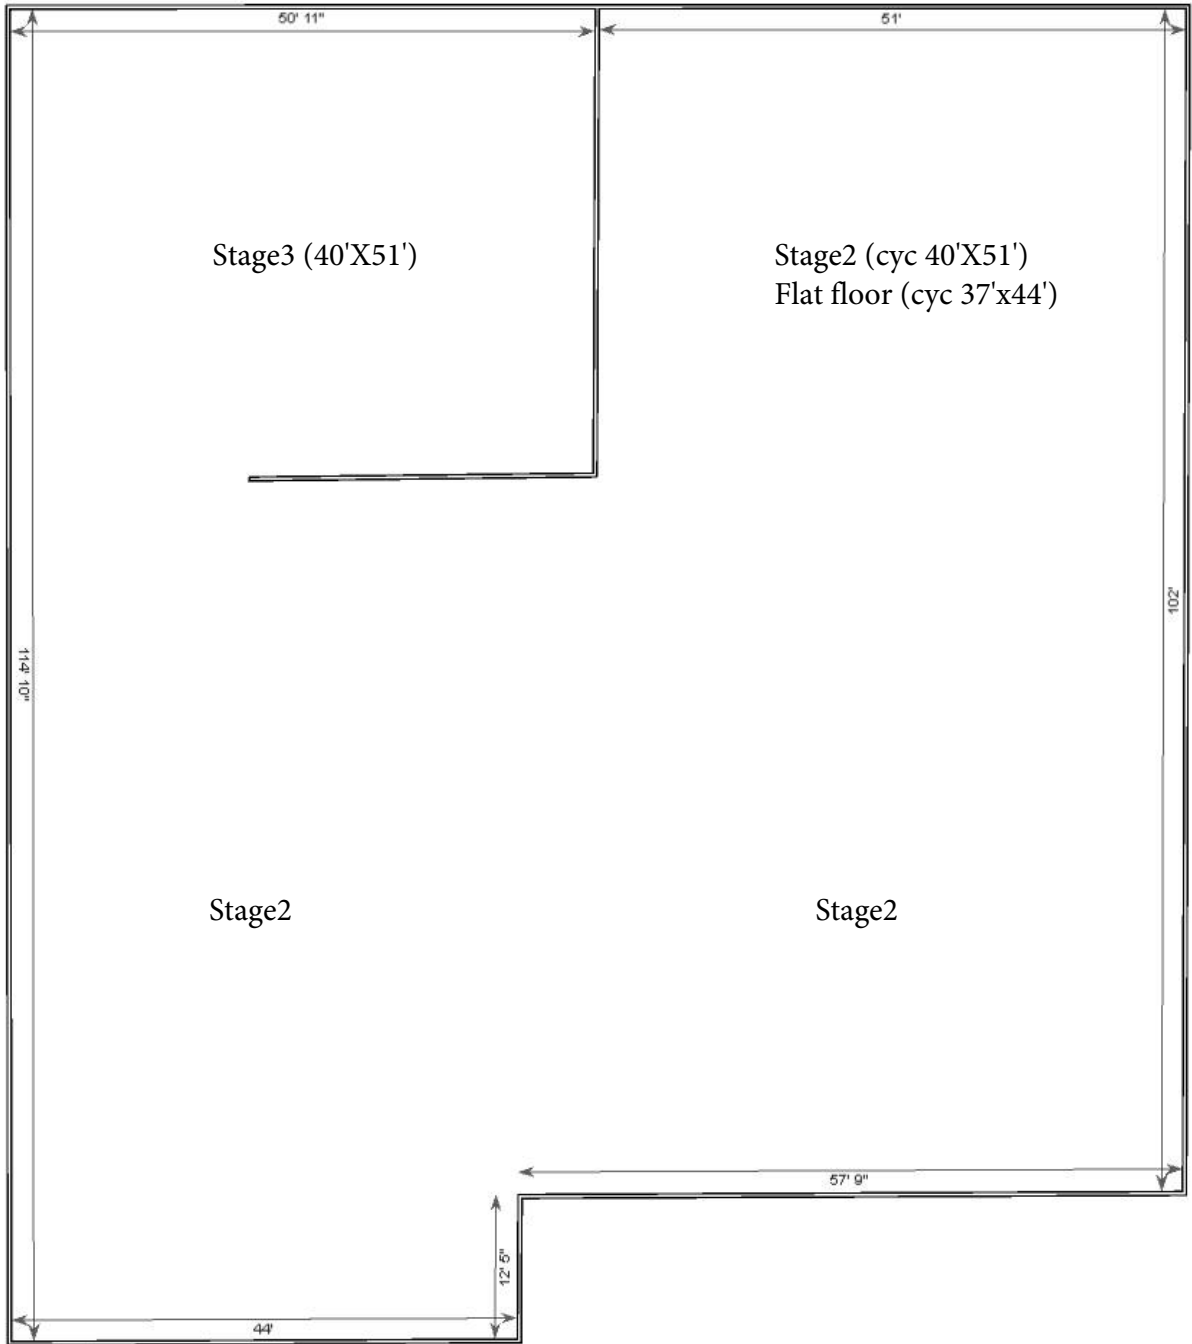 50' 11"
51'
Stage3 (40'X51')
Stage2 (cyc 40'X51')
Flat floor (cyc 37'x44')
102'
114' 10"
Stage2
Stage2
57' 9"
12' 5"
44'